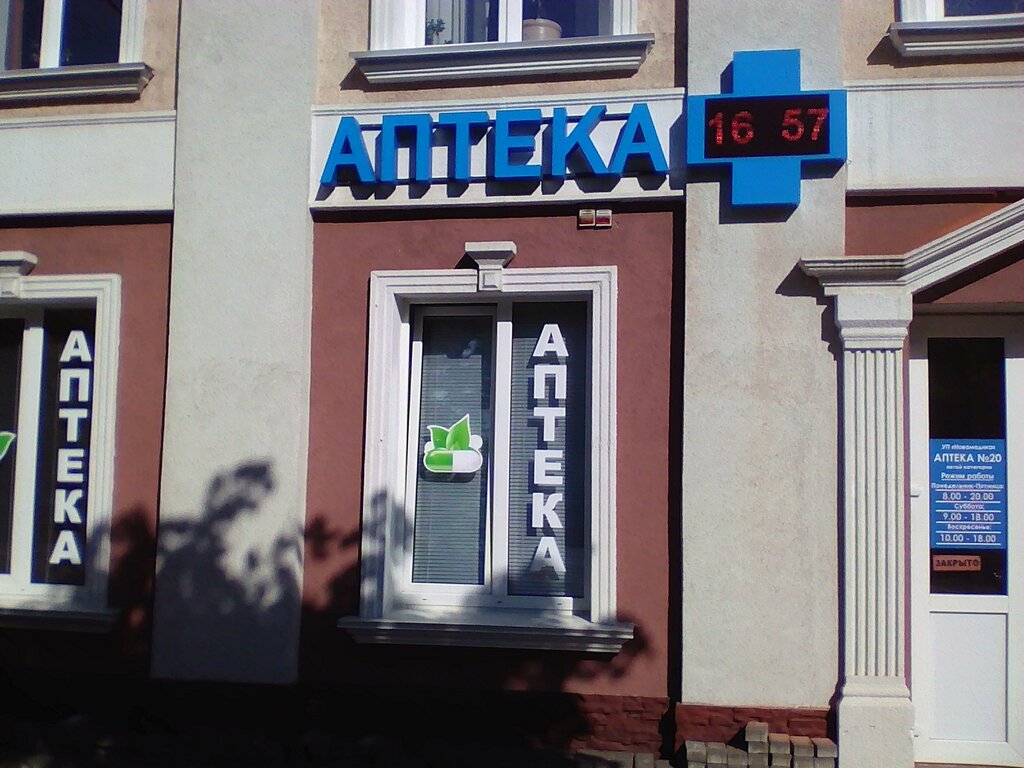 АПТЕКА
16 57
АПТЕКА
АПТЕКА
УП «Новамедика»
АПТЕКА №20
пятой категории
Режим работы
Понедельник-Пятница:
8.00 - 20.00
Суббота:
9.00 - 18.00
Воскресенье:
10.00 - 18.00
ЗАКРЫТО